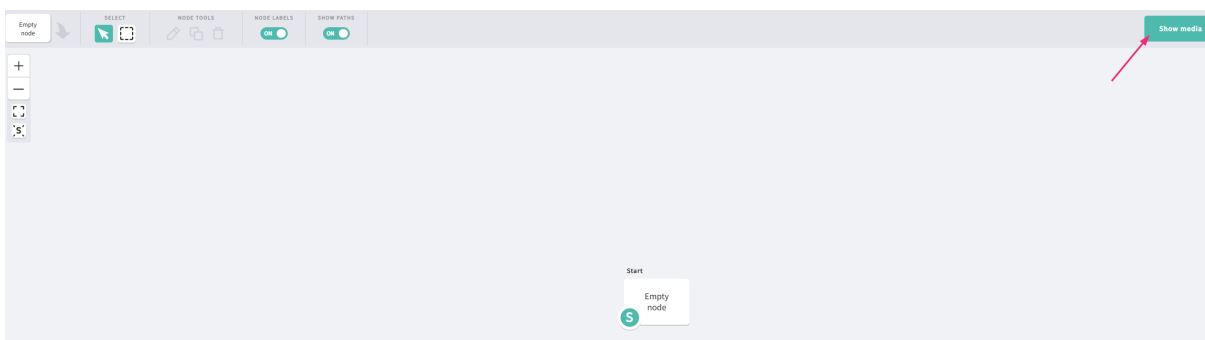 Empty
node
SELECT
NODE TOOLS
NODE LABELS
SHOW PATHS
ON
ON
Show media
S
Start
Empty
node
S